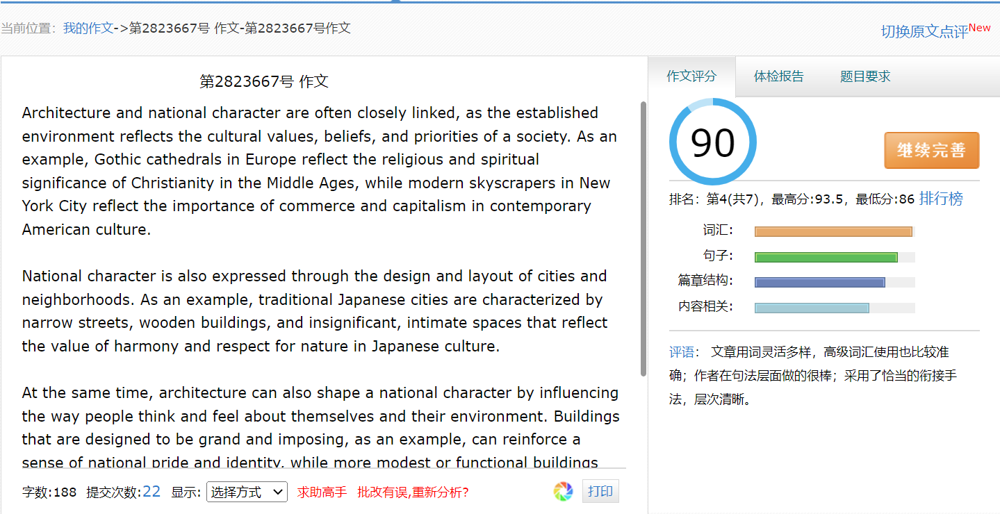 当前位置：我的作文->第2823667号 作文-第2823667号作文
切换原文点评New
第2823667号 作文
Architecture and national character are often closely linked, as the established
environment reflects the cultural values, beliefs, and priorities of a society. As an
example, Gothic cathedrals in Europe reflect the religious and spiritual
significance of Christianity in the Middle Ages, while modern skyscrapers in New
York City reflect the importance of commerce and capitalism in contemporary
American culture.
National character is also expressed through the design and layout of cities and
neighborhoods. As an example, traditional Japanese cities are characterized by
narrow streets, wooden buildings, and insignificant, intimate spaces that reflect
the value of harmony and respect for nature in Japanese culture.
At the same time, architecture can also shape a national character by influencing
the way people think and feel about themselves and their environment. Buildings
that are designed to be grand and imposing, as an example, can reinforce a
sense of national pride and identity, while more modest or functional buildings
字数:188 提交次数:22 显示: 选择方式 求助高手 批改有误,重新分析? 打印
作文评分 体检报告 题目要求
90
继续完善
排名：第4(共7)，最高分:93.5，最低分:86 排行榜
词汇:
句子:
篇章结构:
内容相关:
评语： 文章用词灵活多样，高级词汇使用也比较准
确；作者在句法层面做的很棒；采用了恰当的衔接手
法，层次清晰。